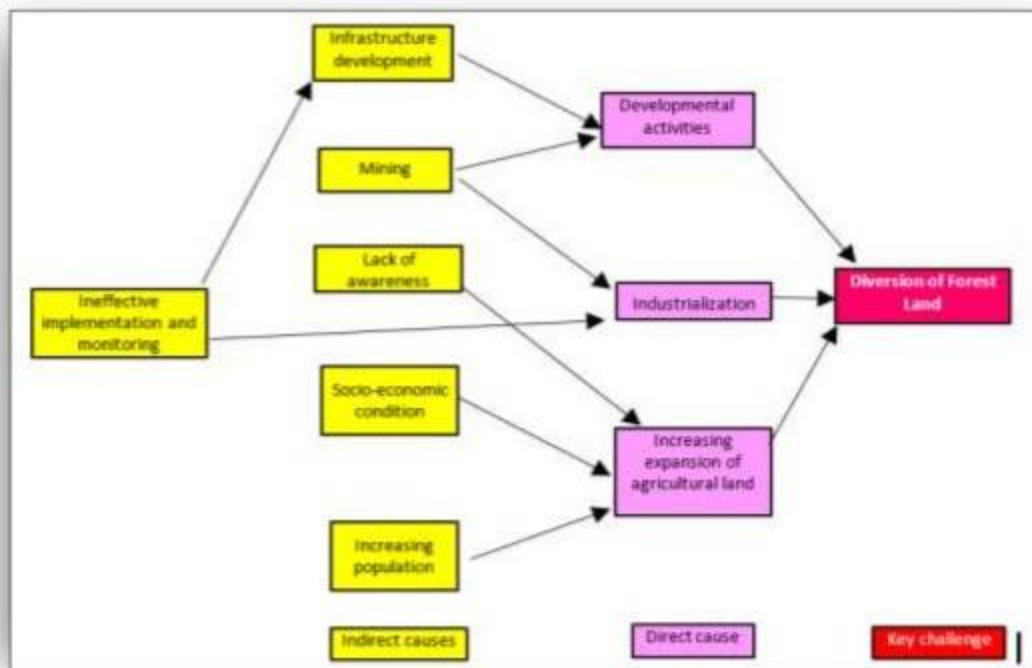 Infrastructure
development
Developmental
activities
Mining
Lack of
awareness
Diversion of Forest
Land
Ineffective
implementation and
monitoring
Industrialization
Socio-economic
condition
Increasing
expansion of
agricultural land
Increasing
population
Indirect causes
Direct cause
Key challenge